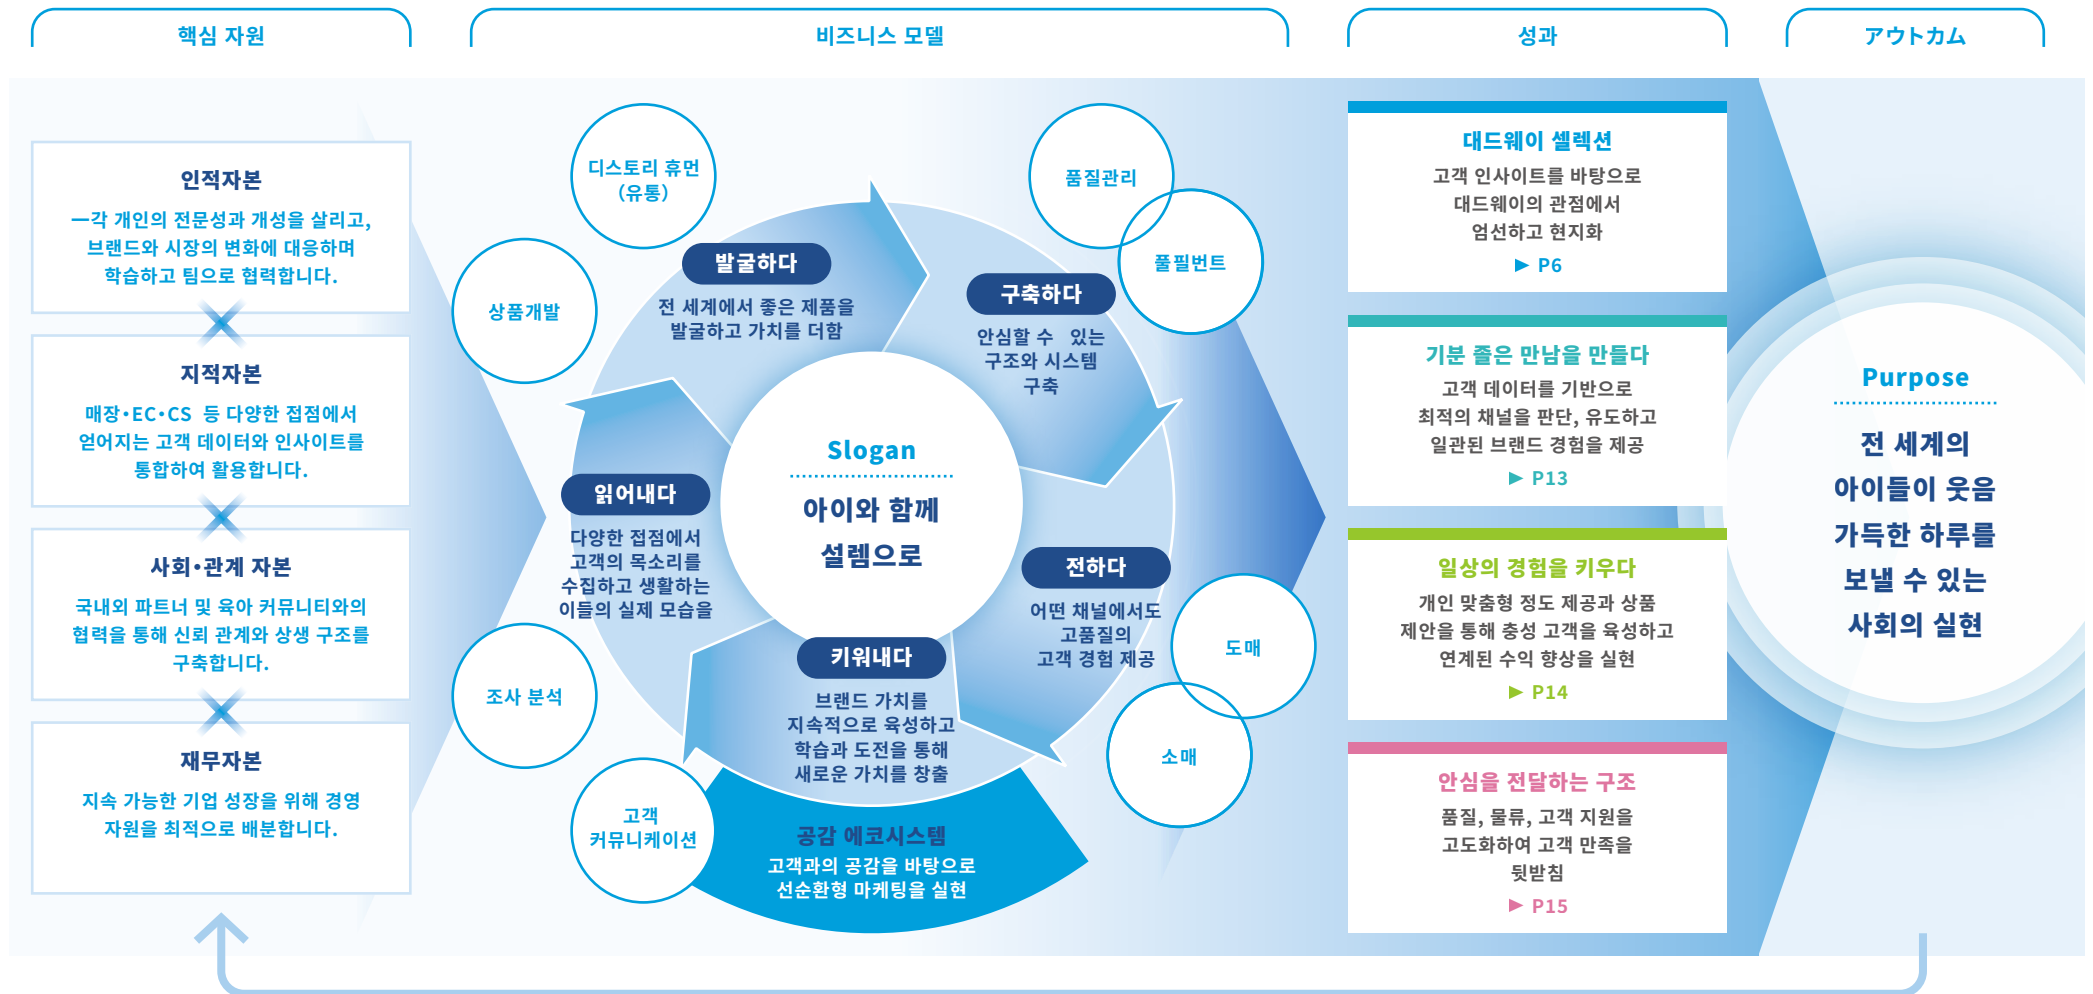 핵심 자원
비즈니스 모델
성과
アウトカム
인적자본
一각 개인의 전문성과 개성을 살리고,
브랜드와 시장의 변화에 대응하며
학습하고 팀으로 협력합니다.
지적자본
매장・EC・CS 등 다양한 접점에서
얻어지는 고객 데이터와 인사이트를
통합하여 활용합니다.
사회・관계 자본
국내외 파트너 및 육아 커뮤니티와의
협력을 통해 신뢰 관계와 상생 구조를
구축합니다.
재무자본
지속 가능한 기업 성장을 위해 경영
자원을 최적으로 배분합니다.
디스토리 휴먼
(유통)
상품개발
조사 분석
고객
커뮤니케이션
품질관리
풀필먼트
도매
소매
발굴하다
전 세계에서 좋은 제품을
발굴하고 가치를 더함
구축하다
안심할 수 있는
구조와 시스템
구축
전하다
어떤 채널에서도
고품질의
고객 경험 제공
키워내다
브랜드 가치를
지속적으로 육성하고
학습과 도전을 통해
새로운 가치를 창출
읽어내다
다양한 접점에서
고객의 목소리를
수집하고 생활하는
이들의 실제 모습을
Slogan
아이와 함께
설렘으로
공감 에코시스템
고객과의 공감을 바탕으로
선순환형 마케팅을 실현
대드웨이 셀렉션
고객 인사이트를 바탕으로
대드웨이의 관점에서
엄선하고 현지화
▶ P6
기분 졸은 만남을 만들다
고객 데이터를 기반으로
최적의 채널을 판단, 유도하고
일관된 브랜드 경험을 제공
▶ P13
일상의 경험을 키우다
개인 맞춤형 정도 제공과 상품
제안을 통해 충성 고객을 육성하고
연계된 수익 향상을 실현
▶ P14
안심을 전달하는 구조
품질, 물류, 고객 지원을
고도화하여 고객 만족을
뒷받침
▶ P15
Purpose
전 세계의
아이들이 웃음
가득한 하루를
보낼 수 있는
사회의 실현